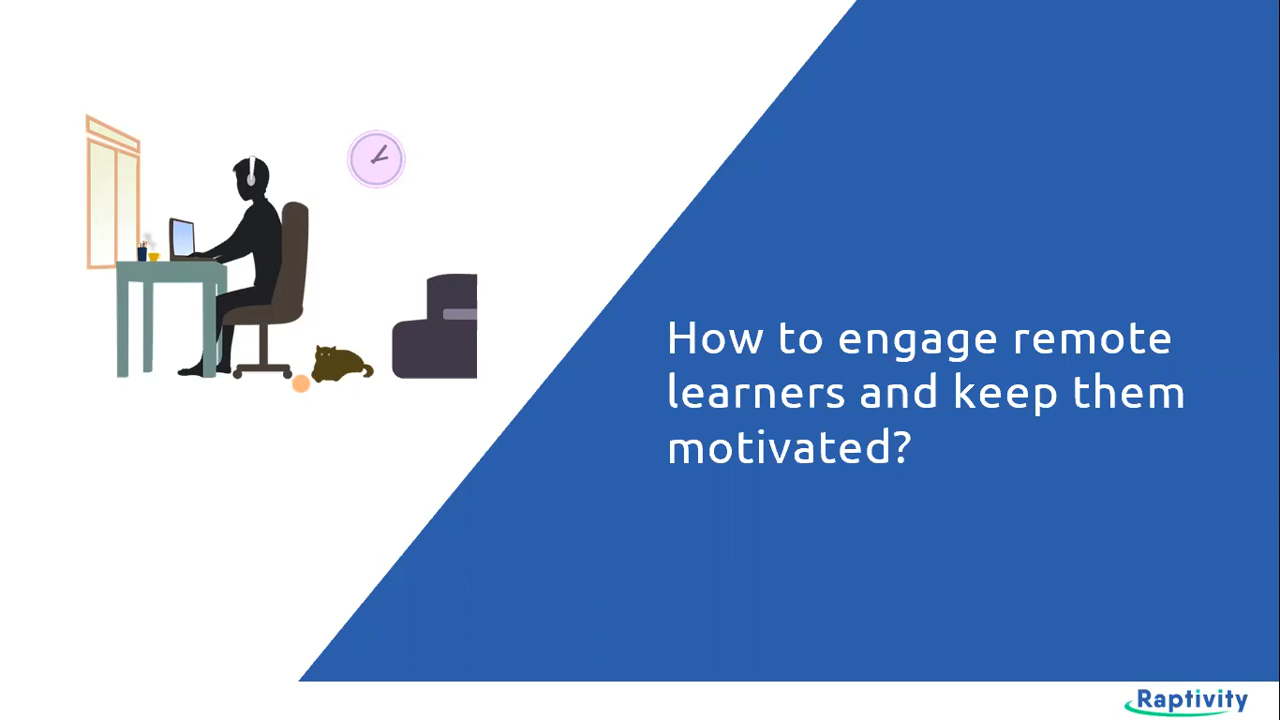 How to engage remote
learners and keep them
motivated?
Raptivity